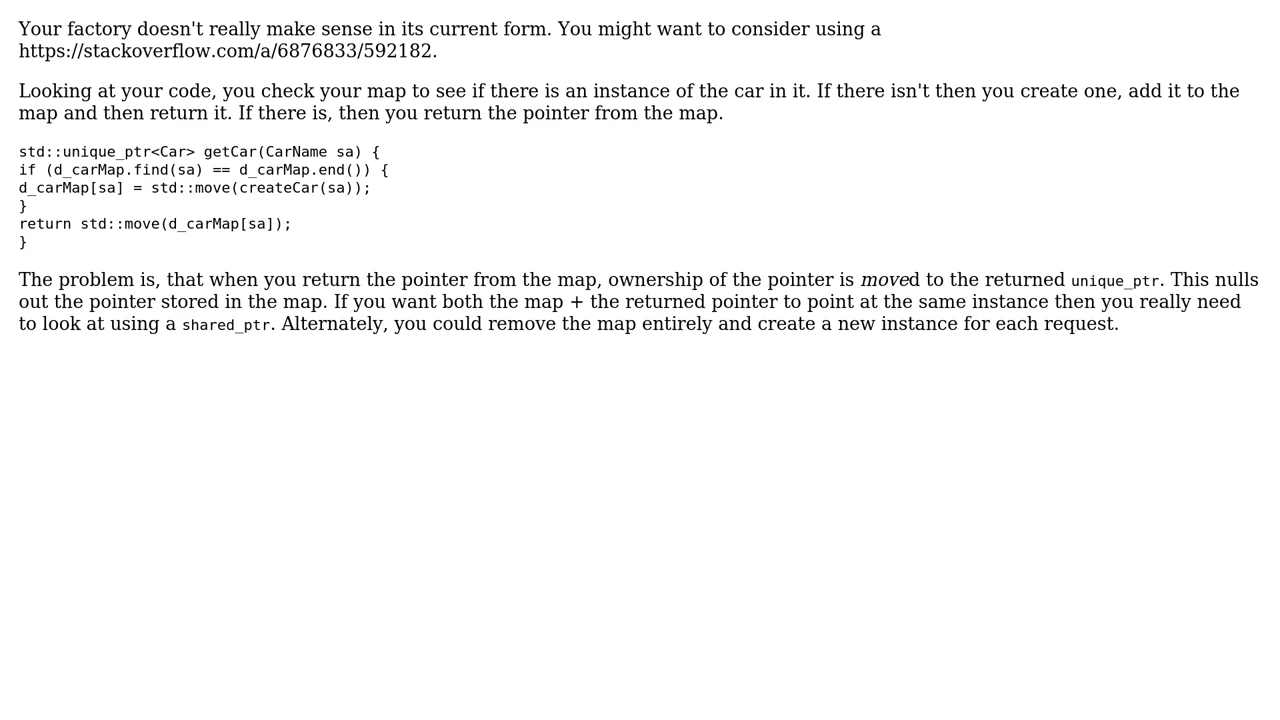 Your factory doesn't really make sense in its current form. You might want to consider using a
https://stackoverflow.com/a/6876833/592182.
Looking at your code, you check your map to see if there is an instance of the car in it. If there isn't then you create one, add it to the
map and then return it. If there is, then you return the pointer from the map.
std::unique_ptr<Car> getCar(CarName sa) {
if (d_carMap.find(sa) == d_carMap.end()) {
d_carMap[sa] = std::move(createCar(sa));
}
return std::move(d_carMap[sa]);
}
The problem is, that when you return the pointer from the map, ownership of the pointer is moved to the returned unique_ptr. This nulls
out the pointer stored in the map. If you want both the map + the returned pointer to point at the same instance then you really need
to look at using a shared_ptr. Alternately, you could remove the map entirely and create a new instance for each request.